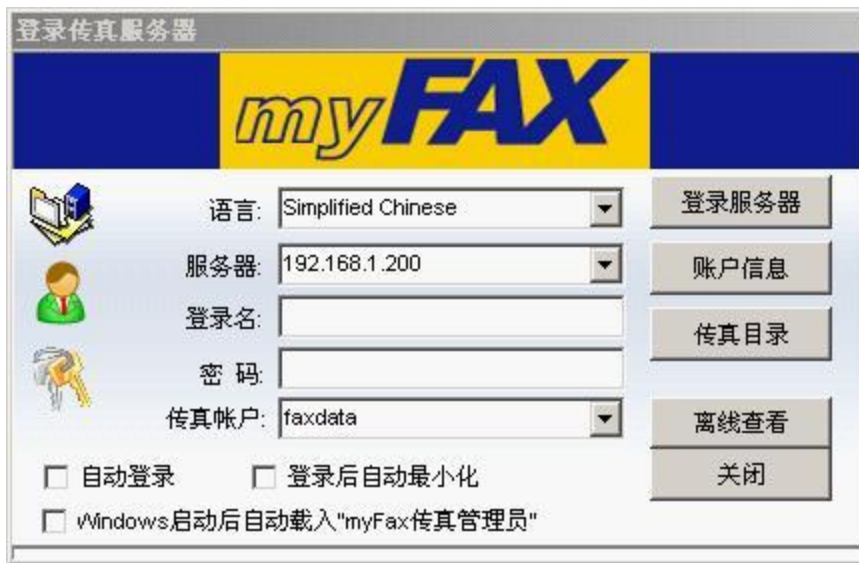 登录传真服务器
myFAX
语言: Simplified Chinese 登录服务器
服务器: 192.168.1.200 账户信息
登录名:
传真目录
密 码:
传真帐户: faxdata 离线查看
自动登录 登录后自动最小化 关闭
Windows启动后自动载入"myFax传真管理员"